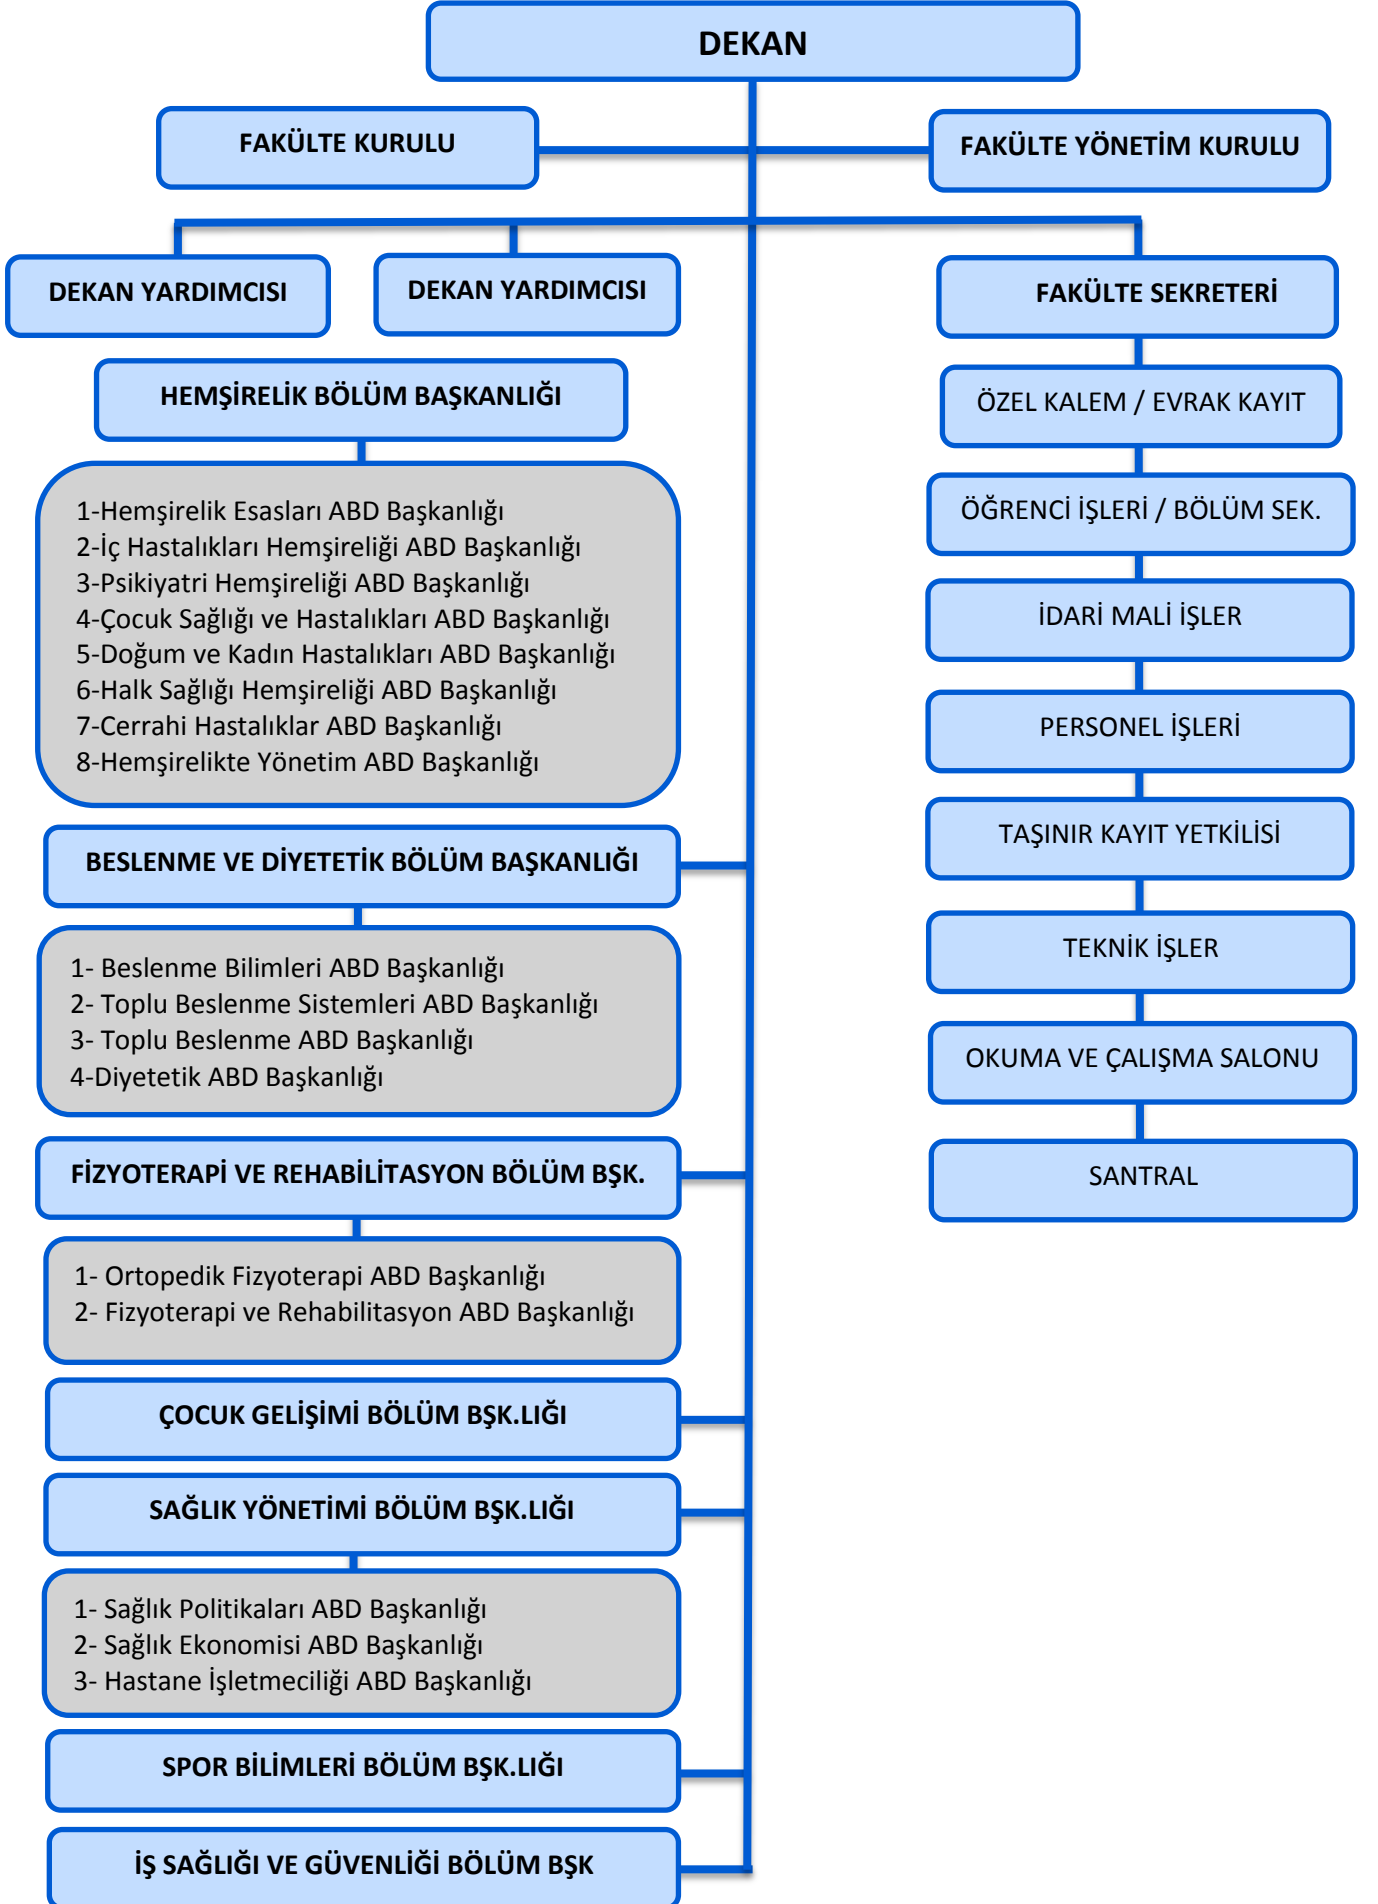 DEKAN
FAKÜLTE KURULU
FAKÜLTE YÖNETİM KURULU
DEKAN YARDIMCISI
DEKAN YARDIMCISI
FAKÜLTE SEKRETERİ
HEMŞİRELİK BÖLÜM BAŞKANLIĞI
1-Hemşirelik Esasları ABD Başkanlığı
2-İç Hastalıkları Hemşireliği ABD Başkanlığı
3-Psikiyatri Hemşireliği ABD Başkanlığı
4-Çocuk Sağlığı ve Hastalıkları ABD Başkanlığı
5-Doğum ve Kadın Hastalıkları ABD Başkanlığı
6-Halk Sağlığı Hemşireliği ABD Başkanlığı
7-Cerrahi Hastalıklar ABD Başkanlığı
8-Hemşirelikte Yönetim ABD Başkanlığı
BESLENME VE DİYETETİK BÖLÜM BAŞKANLIĞI
1- Beslenme Bilimleri ABD Başkanlığı
2- Toplu Beslenme Sistemleri ABD Başkanlığı
3- Toplu Beslenme ABD Başkanlığı
4-Diyetetik ABD Başkanlığı
FİZYOTERAPİ VE REHABİLİTASYON BÖLÜM BŞK.
1- Ortopedik Fizyoterapi ABD Başkanlığı
2- Fizyoterapi ve Rehabilitasyon ABD Başkanlığı
ÇOCUK GELİŞİMİ BÖLÜM BŞK.LIĞI
SAĞLIK YÖNETİMİ BÖLÜM BŞK.LIĞI
1- Sağlık Politikaları ABD Başkanlığı
2- Sağlık Ekonomisi ABD Başkanlığı
3- Hastane İşletmeciliği ABD Başkanlığı
SPOR BİLİMLERİ BÖLÜM BŞK.LIĞI
İŞ SAĞLIĞI VE GÜVENLİĞİ BÖLÜM BŞK
ÖZEL KALEM / EVRAK KAYIT
ÖĞRENCİ İŞLERİ / BÖLÜM SEK.
İDARİ MALİ İŞLER
PERSONEL İŞLERİ
TAŞINIR KAYIT YETKİLİSİ
TEKNİK İŞLER
OKUMA VE ÇALIŞMA SALONU
SANTRAL